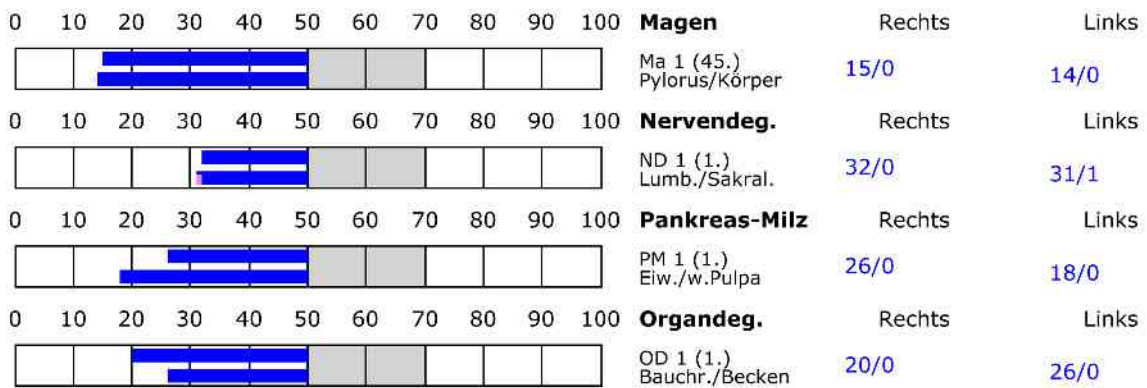 0 10 20 30 40 50 60 70 80 90 100 Magen Rechts Links
Ma 1 (45.)
Pylorus/Körper 15/0 14/0
0 10 20 30 40 50 60 70 80 90 100 Nervendeg. Rechts Links
ND 1 (1.)
Lumb./Sakral. 32/0 31/1
0 10 20 30 40 50 60 70 80 90 100 Pankreas-Milz Rechts Links
PM 1 (1.)
Eiw./w.Pulpa 26/0 18/0
0 10 20 30 40 50 60 70 80 90 100 Organdeg. Rechts Links
OD 1 (1.)
Bauchr./Becken 20/0 26/0